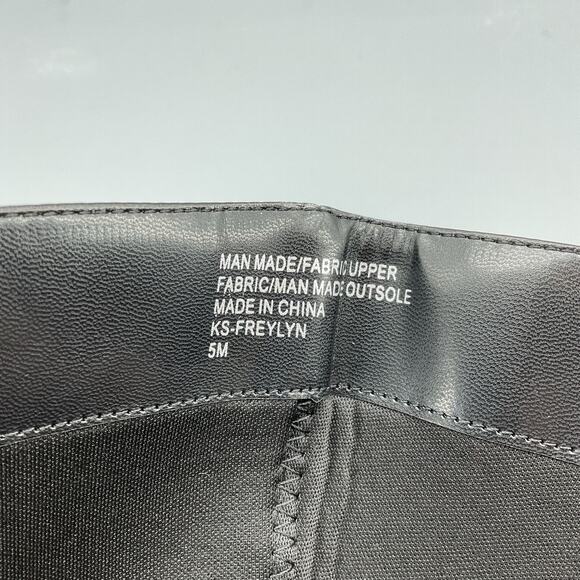 MAN MADE/FABRIC UPPER
FABRIC/MAN MADE OUTSOLE
MADE IN CHINA
KS-FREYLYN
5M